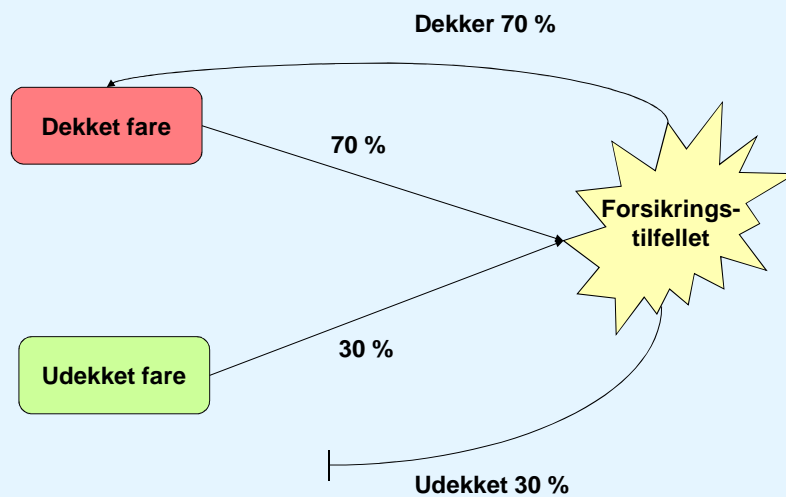 Dekker 70 %
Dekket fare
70 %
Forsikrings-
tilfellet
30 %
Udekket fare
Udekket 30 %